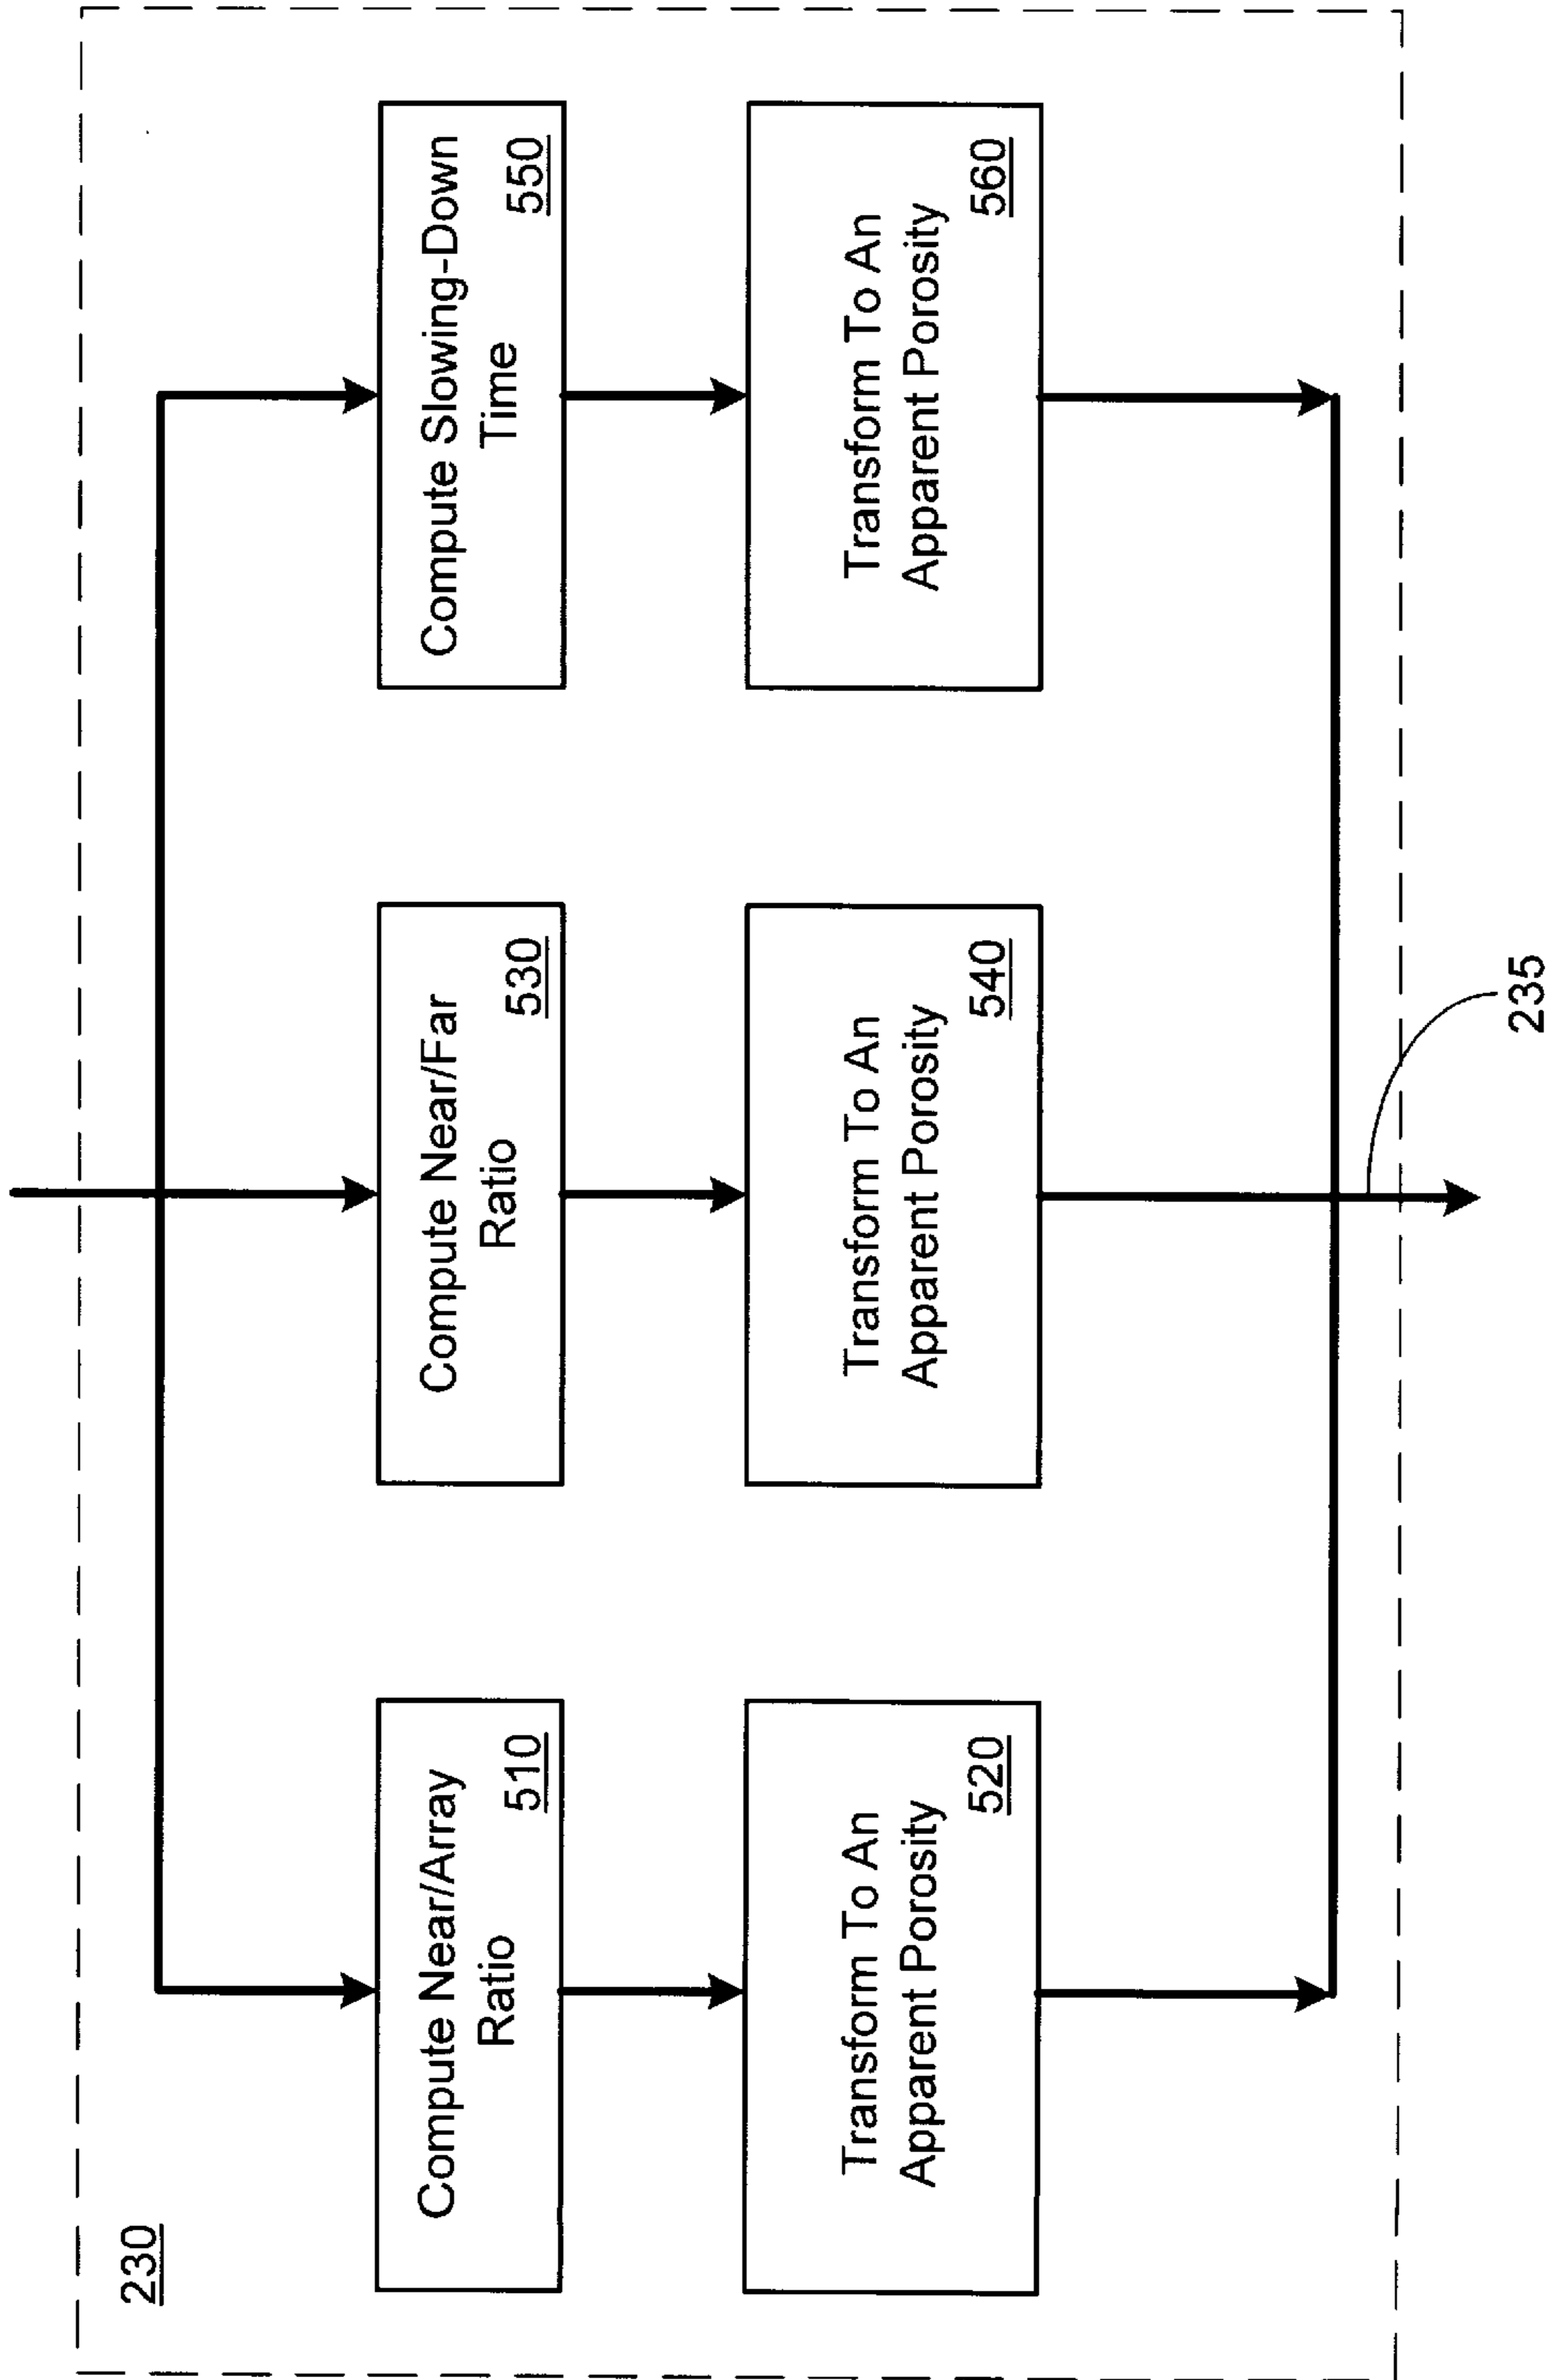 230
Compute Near/Array
Ratio
510
Compute Near/Far
Ratio
530
Compute Slowing-Down
Time
550
Transform To An
Apparent Porosity
520
Transform To An
Apparent Porosity
540
Transform To An
Apparent Porosity
560
235